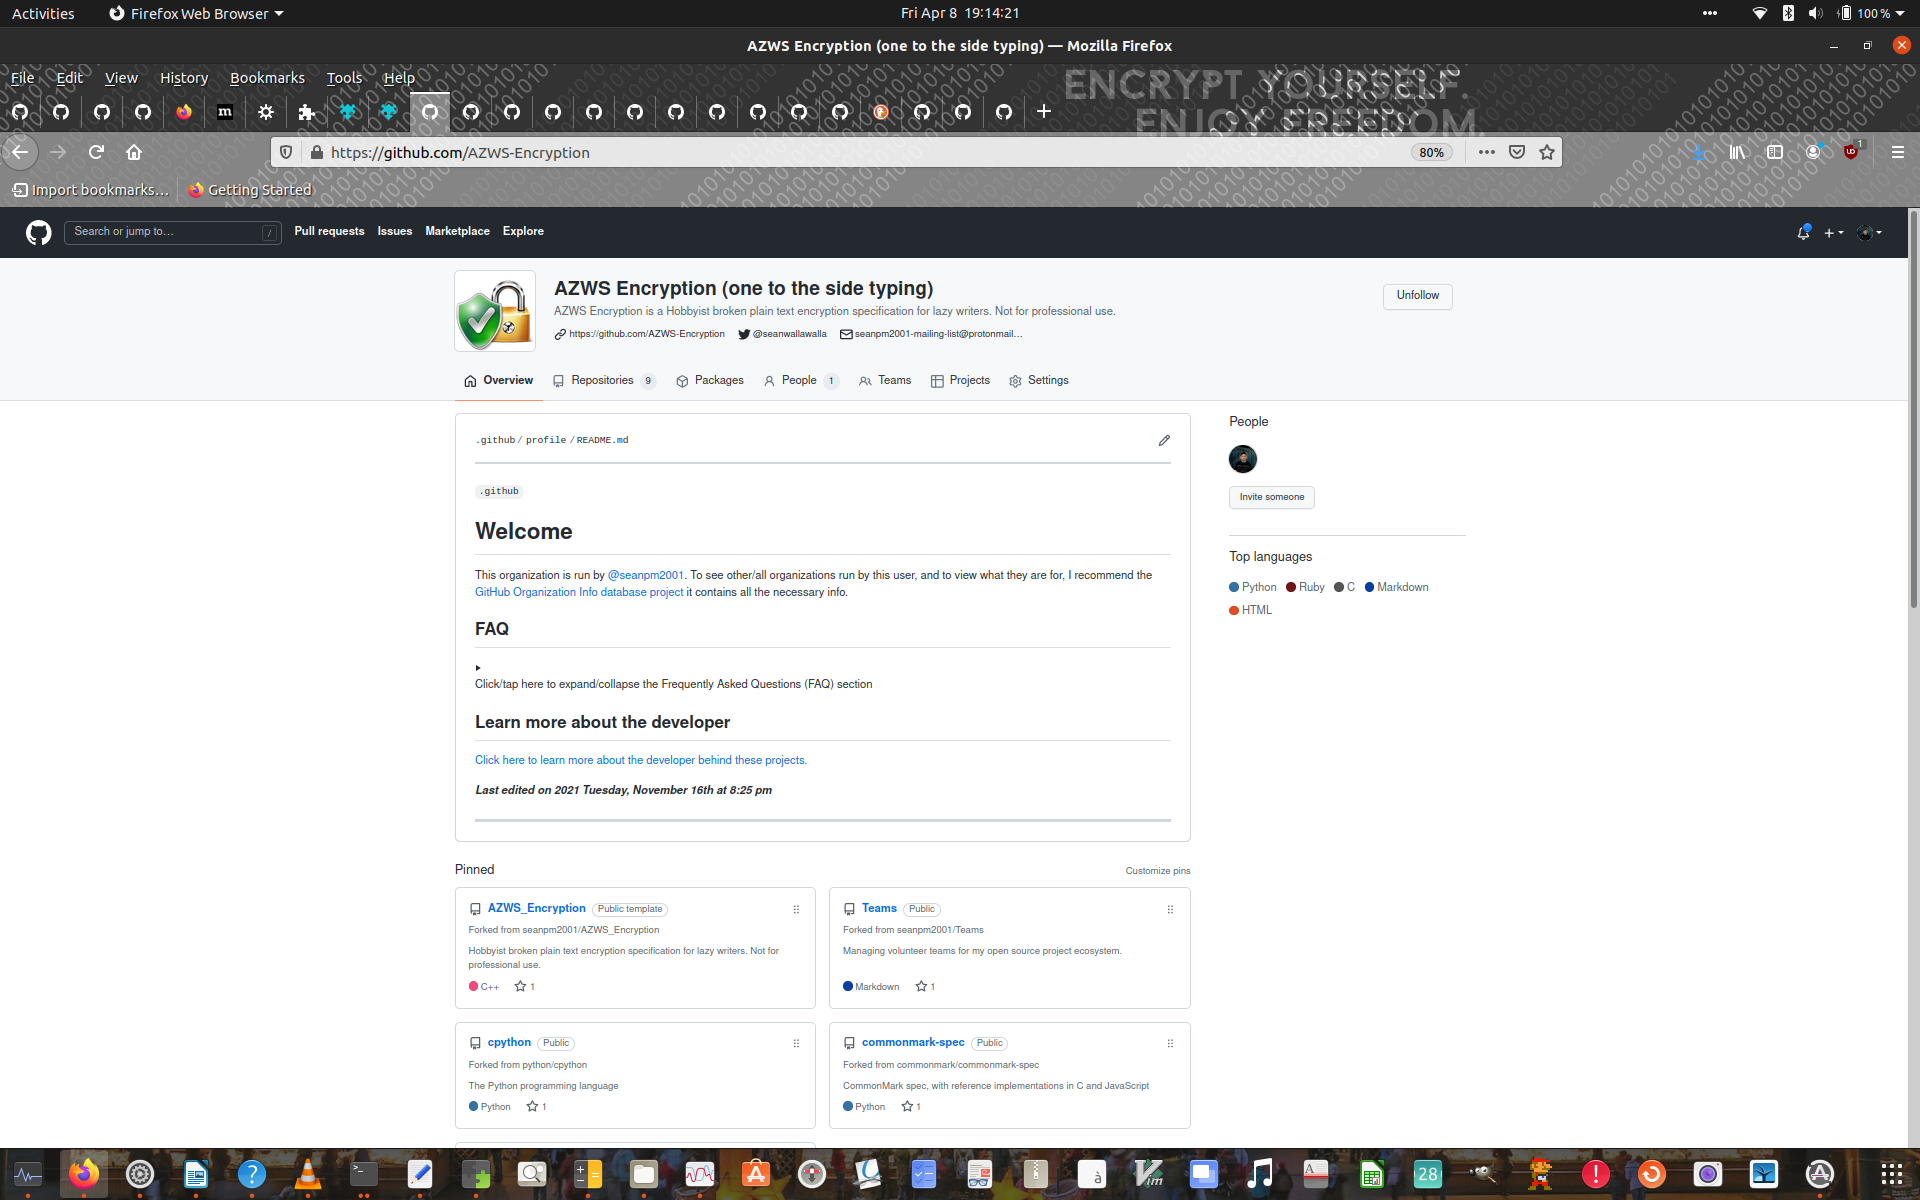 Activities
Firefox Web Browser
Fri Apr 8 19:14:21
100 %
AZWS Encryption (one to the side typing) — Mozilla Firefox
File Edit View History Bookmarks Tools Help
ENCRYPT YOURSELF.
ENJOY FREEDOM.
https://github.com/AZWS-Encryption
80%
1
Import bookmarks...
Getting Started
Search or jump to...
/
Pull requests Issues Marketplace Explore
AZWS Encryption (one to the side typing)
AZWS Encryption is a Hobbyist broken plain text encryption specification for lazy writers. Not for professional use.
https://github.com/AZWS-Encryption @seanwallawalla seanpm2001-mailing-list@protonmail...
Unfollow
Overview Repositories 9 Packages People 1 Teams Projects Settings
.github / profile / README.md
.github
Welcome
This organization is run by @seanpm2001. To see other/all organizations run by this user, and to view what they are for, I recommend the
GitHub Organization Info database project it contains all the necessary info.
FAQ
Click/tap here to expand/collapse the Frequently Asked Questions (FAQ) section
Learn more about the developer
Click here to learn more about the developer behind these projects.
Last edited on 2021 Tuesday, November 16th at 8:25 pm
People
Invite someone
Top languages
Python Ruby C Markdown
HTML
Pinned
Customize pins
AZWS_Encryption Public template
Forked from seanpm2001/AZWS_Encryption
Hobbyist broken plain text encryption specification for lazy writers. Not for
professional use.
C++ 1
Teams Public
Forked from seanpm2001/Teams
Managing volunteer teams for my open source project ecosystem.
Markdown 1
cpython Public
Forked from python/cpython
The Python programming language
Python 1
commonmark-spec Public
Forked from commonmark/commonmark-spec
CommonMark spec, with reference implementations in C and JavaScript
Python 1
28